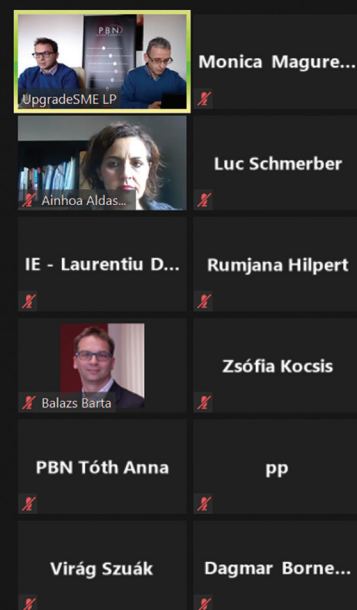 PBN
UpgradeSME LP
Monica Magure...
Ainhoa Aldas...
Luc Schmerber
IE - Laurentiu D...
Rumjana Hilpert
Balazs Barta
Zsófia Kocsis
PBN Tóth Anna
pp
Virág Szuák
Dagmar Borne...